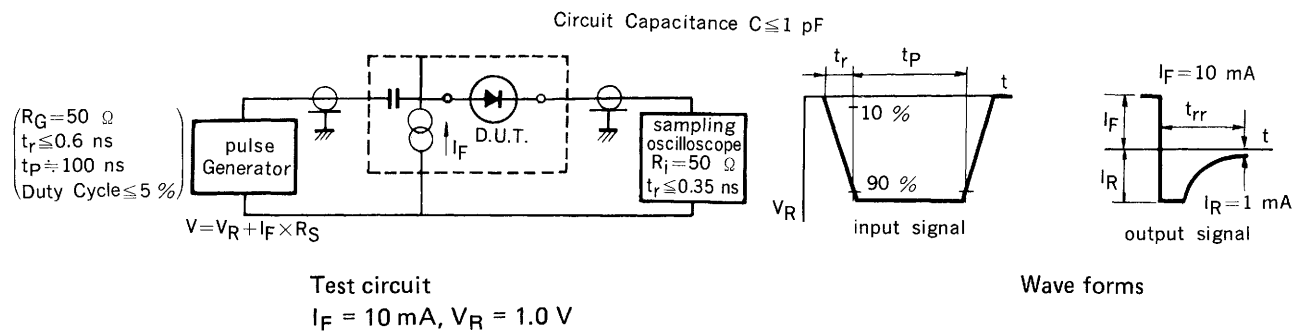 Circuit Capacitance C≦1 pF
R_G=50 Ω
t_r≦0.6 ns
t_P≒100 ns
Duty Cycle≦5 %
pulse
Generator
V=V_R+I_F×R_S
I_F
D.U.T.
sampling
oscilloscope
R_i=50 Ω
t_r≦0.35 ns
t_r
t_P
t
10 %
90 %
V_R
input signal
I_F=10 mA
t_rr
t
I_F
I_R
I_R=1 mA
output signal
Test circuit
I_F = 10 mA, V_R = 1.0 V
Wave forms